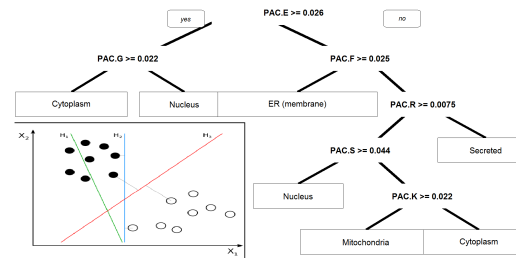 PAC.E >= 0.026
yes
no
PAC.G >= 0.022
PAC.F >= 0.025
Cytoplasm
Nucleus
ER (membrane)
PAC.R >= 0.0075
PAC.S >= 0.044
Secreted
Nucleus
PAC.K >= 0.022
Mitochondria
Cytoplasm
X₂
H₁
H₂
H₃
X₁